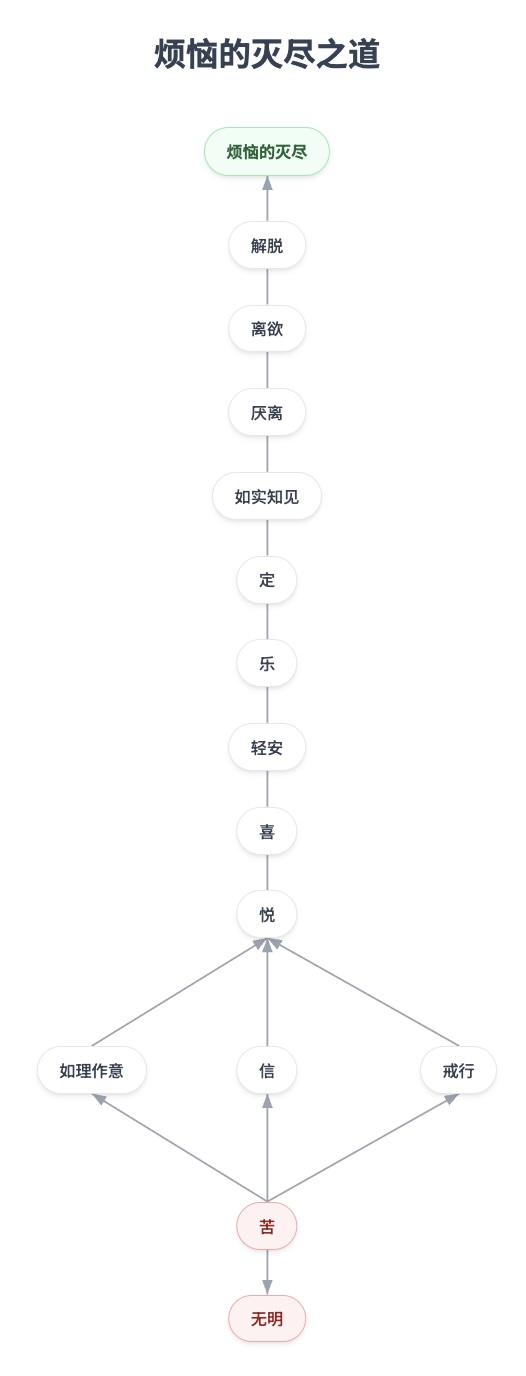 烦恼的灭尽之道
烦恼的灭尽
解脱
离欲
厌离
如实知见
定
乐
轻安
喜
悦
如理作意
信
戒行
苦
无明